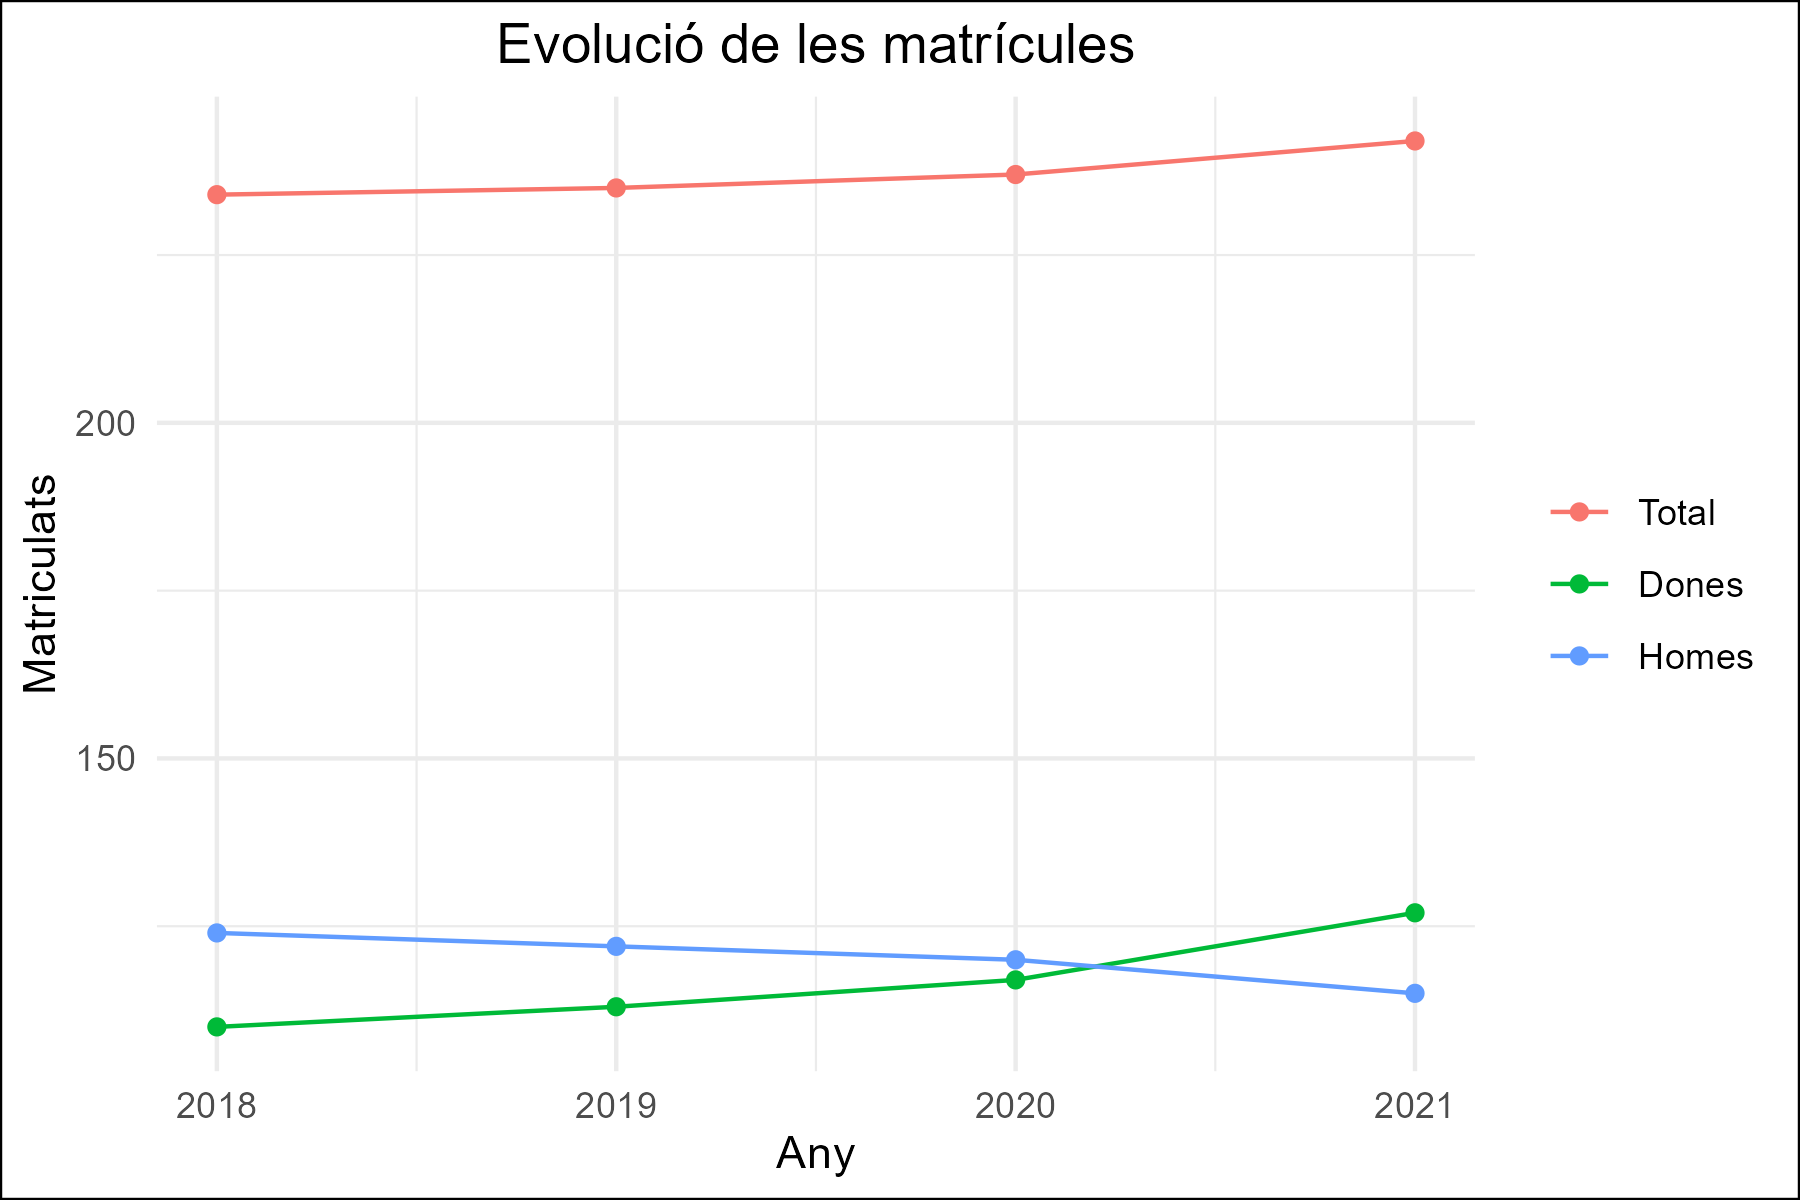 Evolució de les matrícules
Matriculats
200
150
2018
2019
2020
2021
Any
Total
Dones
Homes